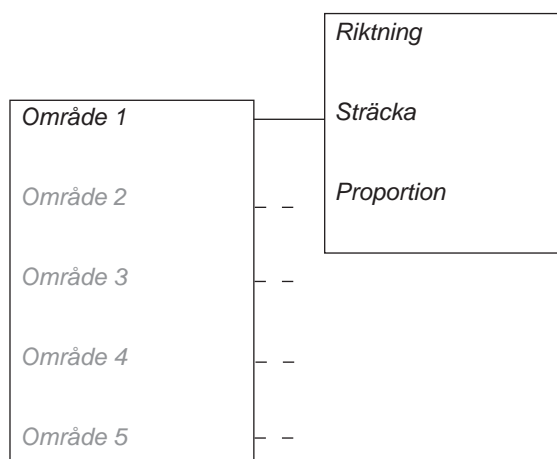 Riktning
Sträcka
Proportion
Område 1
Område 2
Område 3
Område 4
Område 5